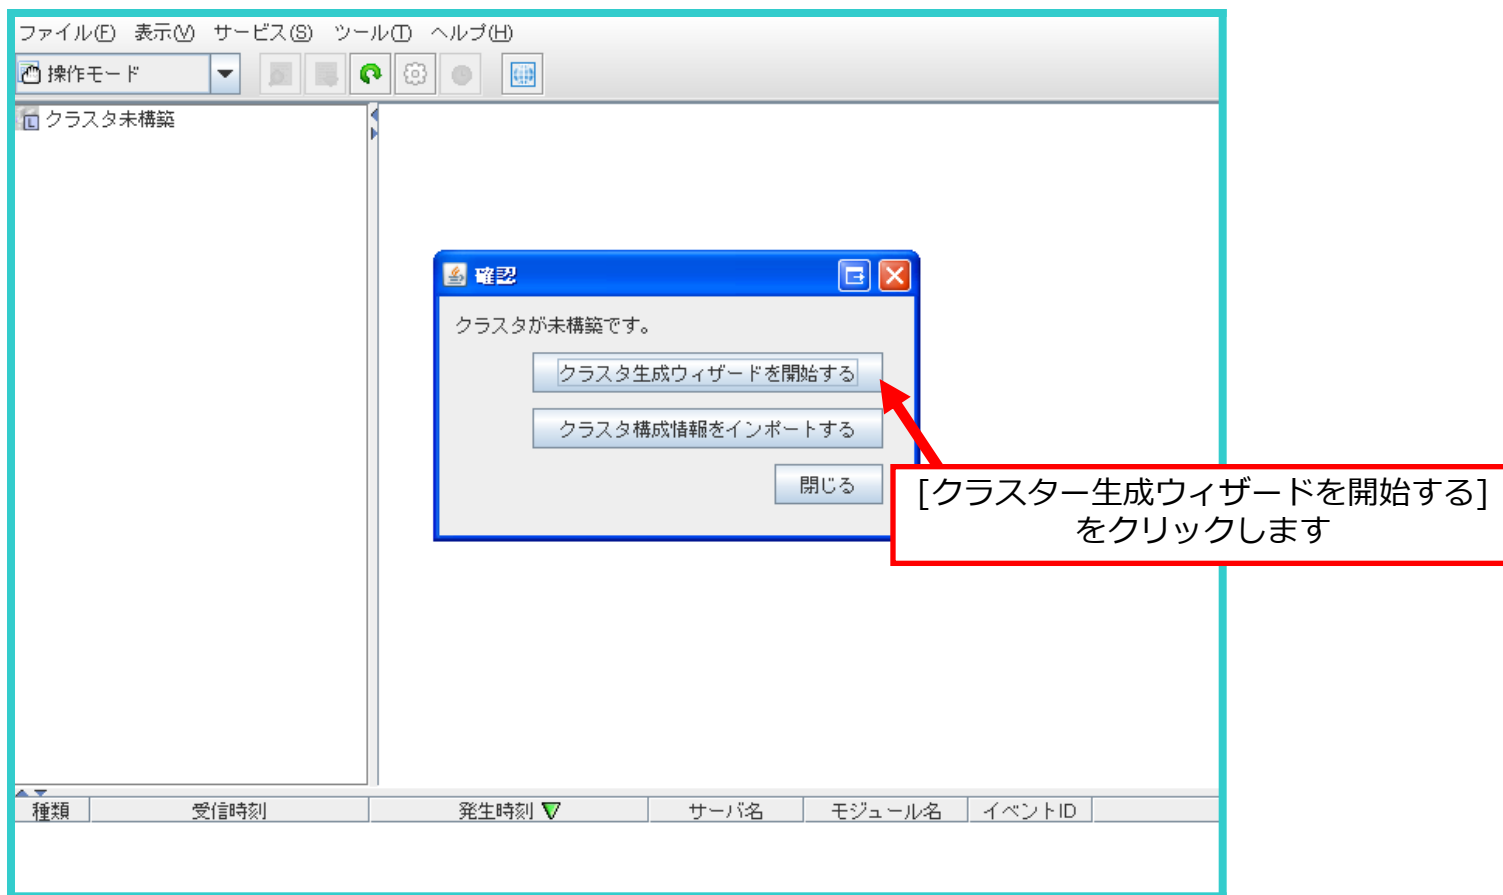 ファイル(F) 表示(V) サービス(S) ツール(T) ヘルプ(H)
操作モード
クラスタ未構築
確認
クラスタが未構築です。
クラスタ生成ウィザードを開始する
クラスタ構成情報をインポートする
閉じる
[クラスター生成ウィザードを開始する]
をクリックします
種類 受信時刻 発生時刻 サーバ名 モジュール名 イベントID